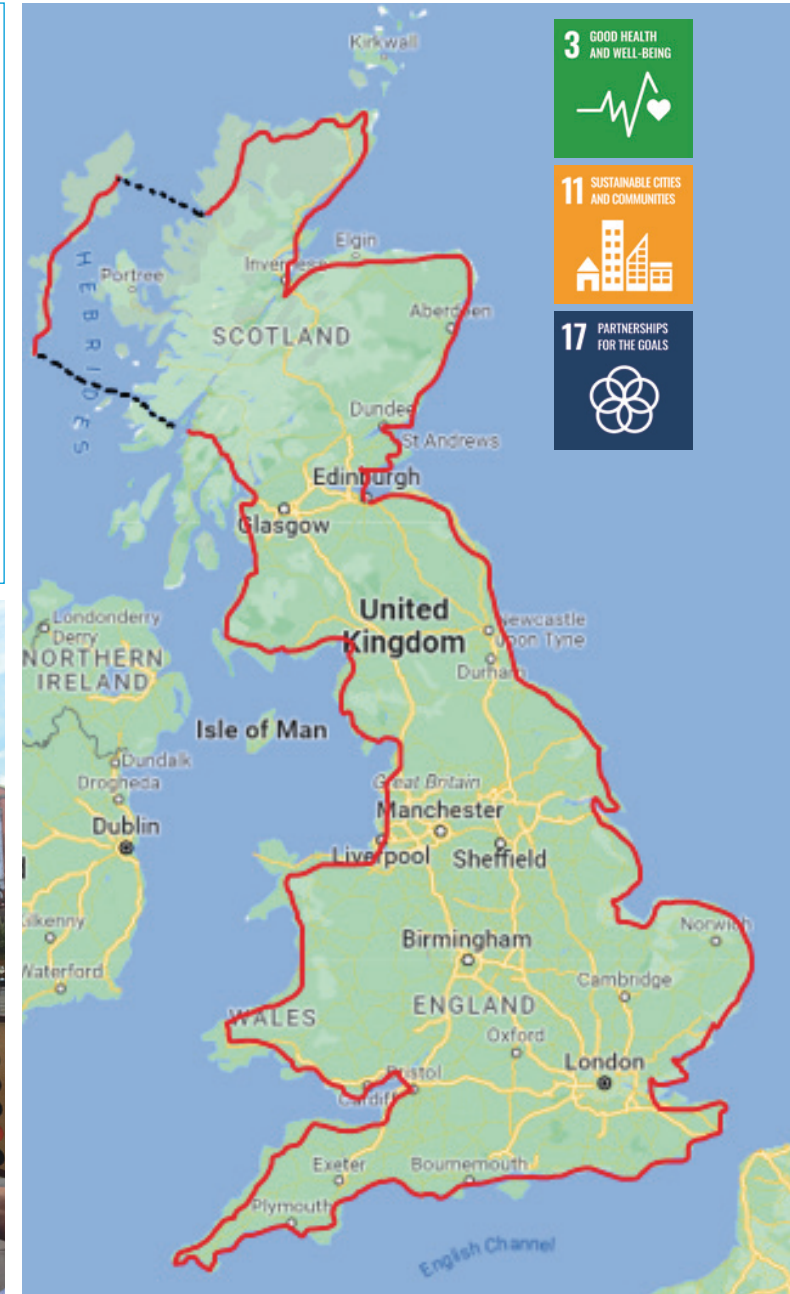 Kirkwall
3 GOOD HEALTH
AND WELL-BEING
11 SUSTAINABLE CITIES
AND COMMUNITIES
17 PARTNERSHIPS
FOR THE GOALS
Elgin
Inverness
Portree
HEBRIDES
Aberdeen
SCOTLAND
Dundee
St Andrews
Edinburgh
Glasgow
Londonderry
Derry
NORTHERN
IRELAND
United
Kingdom
Newcastle
upon Tyne
Durham
Isle of Man
Dundalk
Drogheda
Great Britain
Manchester
Dublin
Liverpool
Sheffield
Kilkenny
Norwich
Birmingham
Waterford
Cambridge
WALES
ENGLAND
Oxford
London
Bristol
Cardiff
Exeter
Bournemouth
Plymouth
English Channel